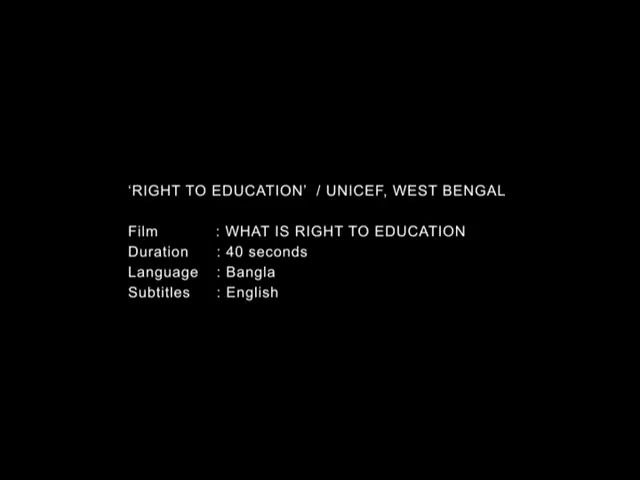 ‘RIGHT TO EDUCATION’ / UNICEF, WEST BENGAL
Film : WHAT IS RIGHT TO EDUCATION
Duration : 40 seconds
Language : Bangla
Subtitles : English